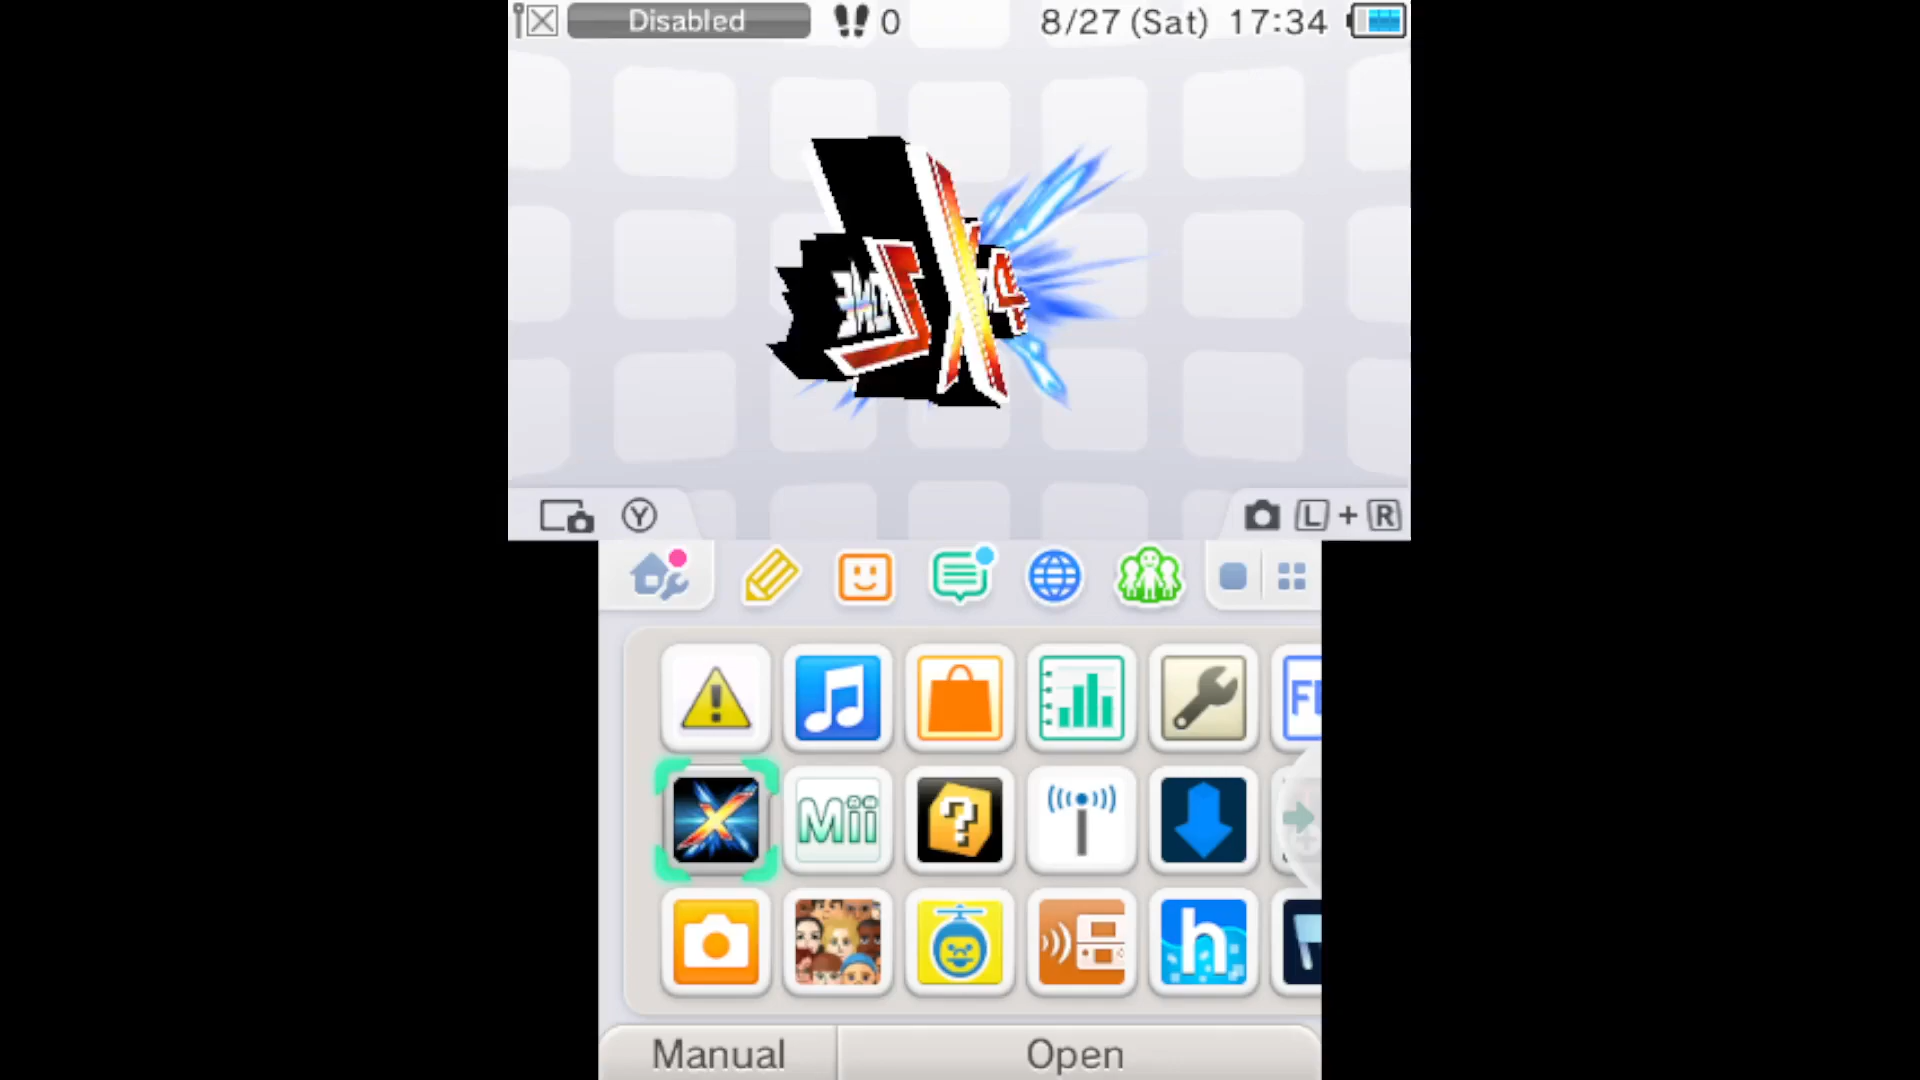 Disabled
0
8/27 (Sat) 17:34
X
Y
L + R
Mii
?
h
Manual
Open